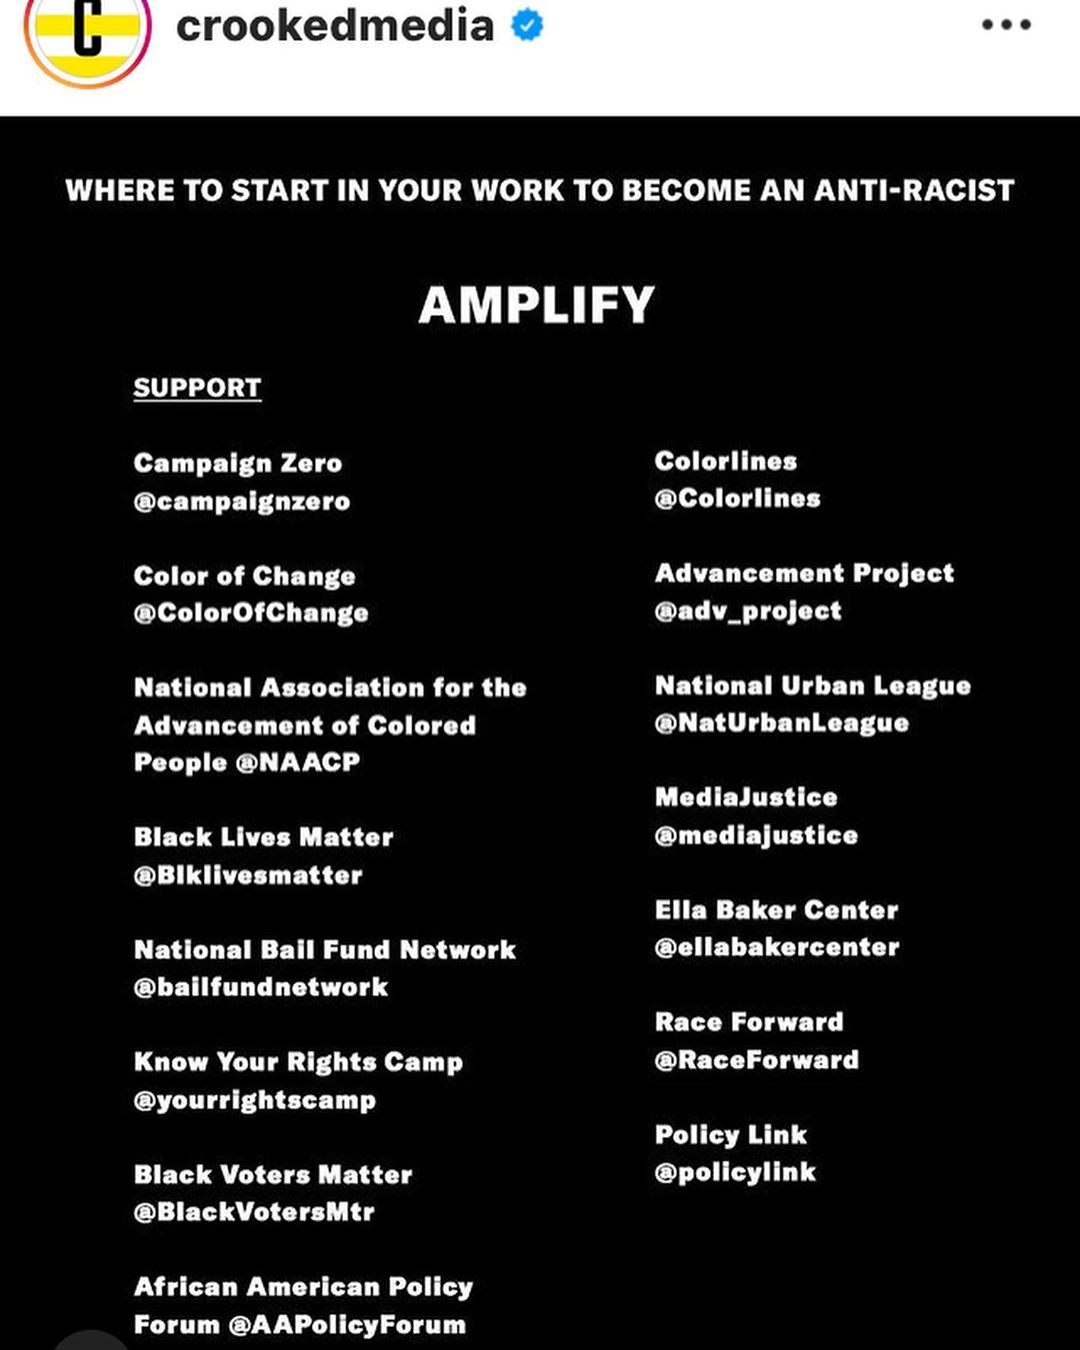 crookedmedia
WHERE TO START IN YOUR WORK TO BECOME AN ANTI-RACIST
AMPLIFY
SUPPORT
Campaign Zero
@campaignzero
Color of Change
@ColorOfChange
National Association for the
Advancement of Colored
People @NAACP
Black Lives Matter
@Blklivesmatter
National Bail Fund Network
@bailfundnetwork
Know Your Rights Camp
@yourrightscamp
Black Voters Matter
@BlackVotersMtr
African American Policy
Forum @AAPolicyForum
Colorlines
@Colorlines
Advancement Project
@adv_project
National Urban League
@NatUrbanLeague
MediaJustice
@mediajustice
Ella Baker Center
@ellabakercenter
Race Forward
@RaceForward
Policy Link
@policylink